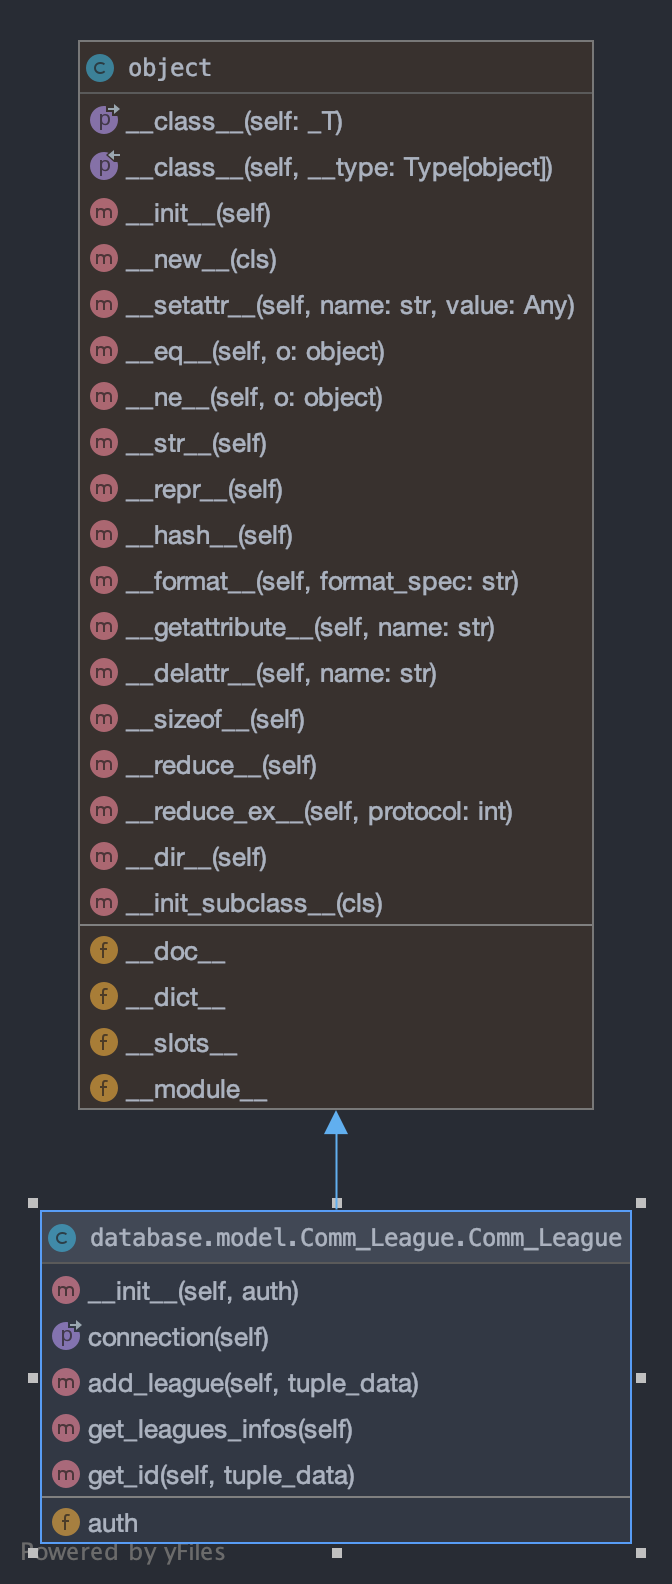 C object
p __class__(self: _T)
p __class__(self, __type: Type[object])
m __init__(self)
m __new__(cls)
m __setattr__(self, name: str, value: Any)
m __eq__(self, o: object)
m __ne__(self, o: object)
m __str__(self)
m __repr__(self)
m __hash__(self)
m __format__(self, format_spec: str)
m __getattribute__(self, name: str)
m __delattr__(self, name: str)
m __sizeof__(self)
m __reduce__(self)
m __reduce_ex__(self, protocol: int)
m __dir__(self)
m __init_subclass__(cls)
f __doc__
f __dict__
f __slots__
f __module__
C database.model.Comm_League.Comm_League
m __init__(self, auth)
p connection(self)
m add_league(self, tuple_data)
m get_leagues_infos(self)
m get_id(self, tuple_data)
f auth
Powered by yFiles